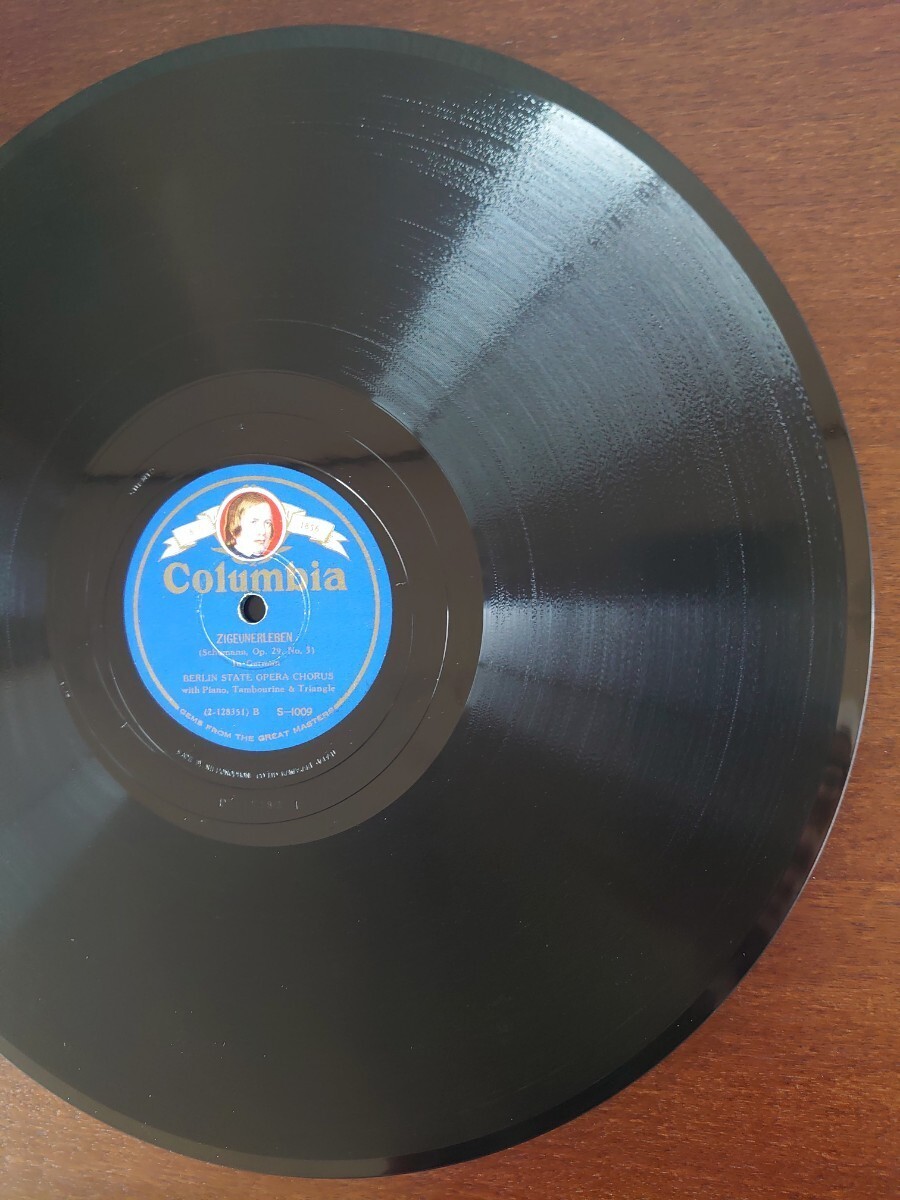 1856
Columbia
ZIGEUNERLEBEN
(Schumann, Op. 29, No. 3)
In German
BERLIN STATE OPERA CHORUS
with Piano, Tambourine & Triangle
(2-128351) B S-1009
GEMS FROM THE GREAT MASTERS